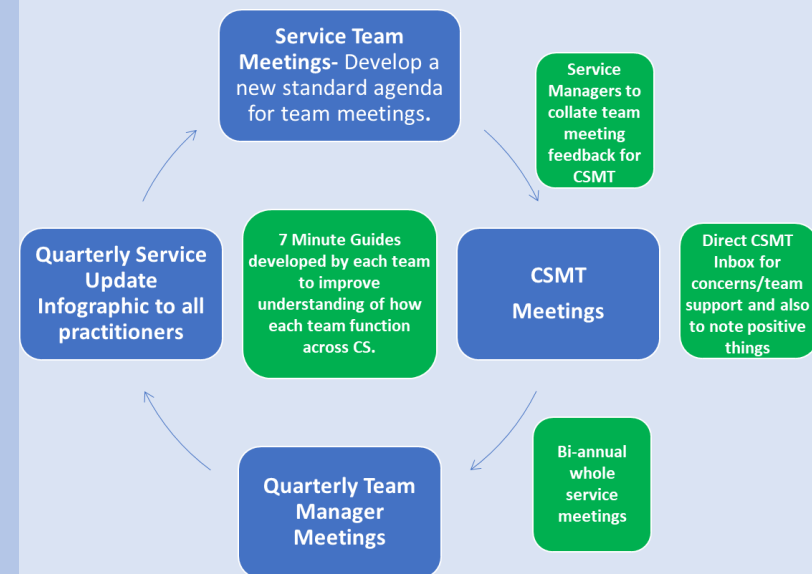 Service Team
Meetings- Develop a
new standard agenda
for team meetings.
Service
Managers to
collate team
meeting
feedback for
CSMT
Quarterly Service
Update
Infographic to all
practitioners
7 Minute Guides
developed by each team
to improve
understanding of how
each team function
across CS.
CSMT
Meetings
Direct CSMT
Inbox for
concerns/team
support and also
to note positive
things
Quarterly Team
Manager
Meetings
Bi-annual
whole
service
meetings